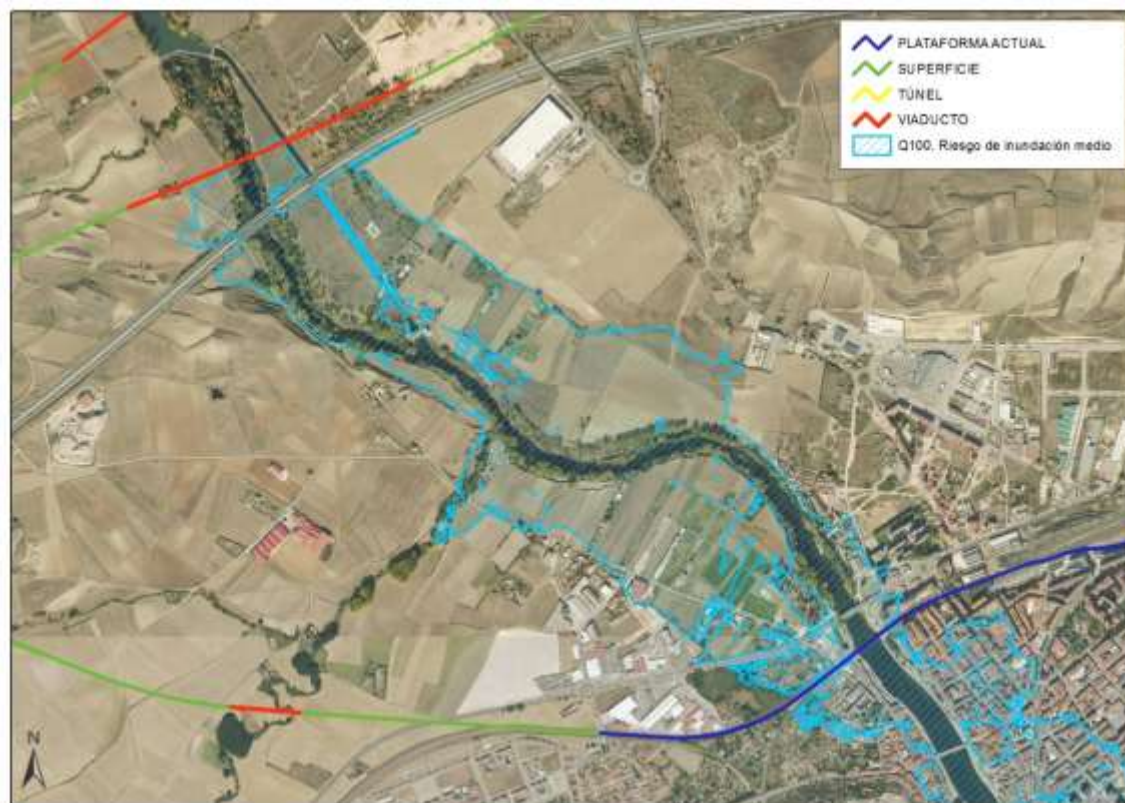 PLATAFORMA ACTUAL
SUPERFICIE
TÚNEL
VIADUCTO
Q100. Riesgo de inundación medio
N